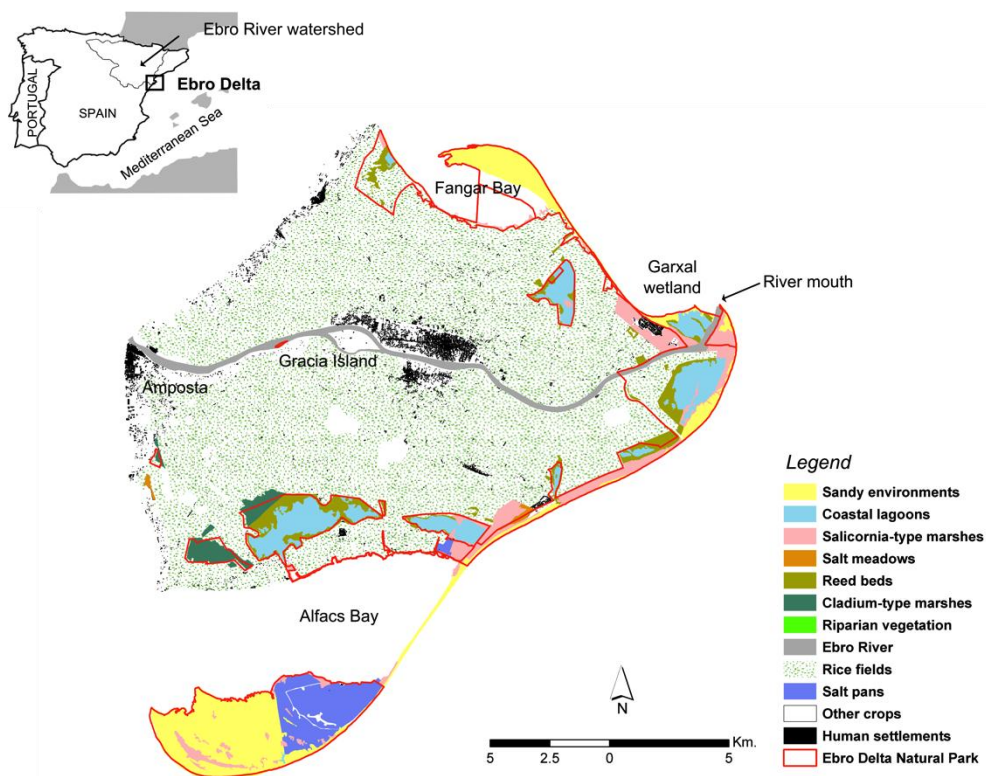 Ebro River watershed
Ebro Delta
PORTUGAL
SPAIN
Mediterranean Sea
Fangar Bay
Garxal
wetland
River mouth
Gracia Island
Amposta
Alfacs Bay
Legend
Sandy environments
Coastal lagoons
Salicornia-type marshes
Salt meadows
Reed beds
Cladium-type marshes
Riparian vegetation
Ebro River
Rice fields
Salt pans
Other crops
Human settlements
Ebro Delta Natural Park
N
5 2.5 0 5 Km.